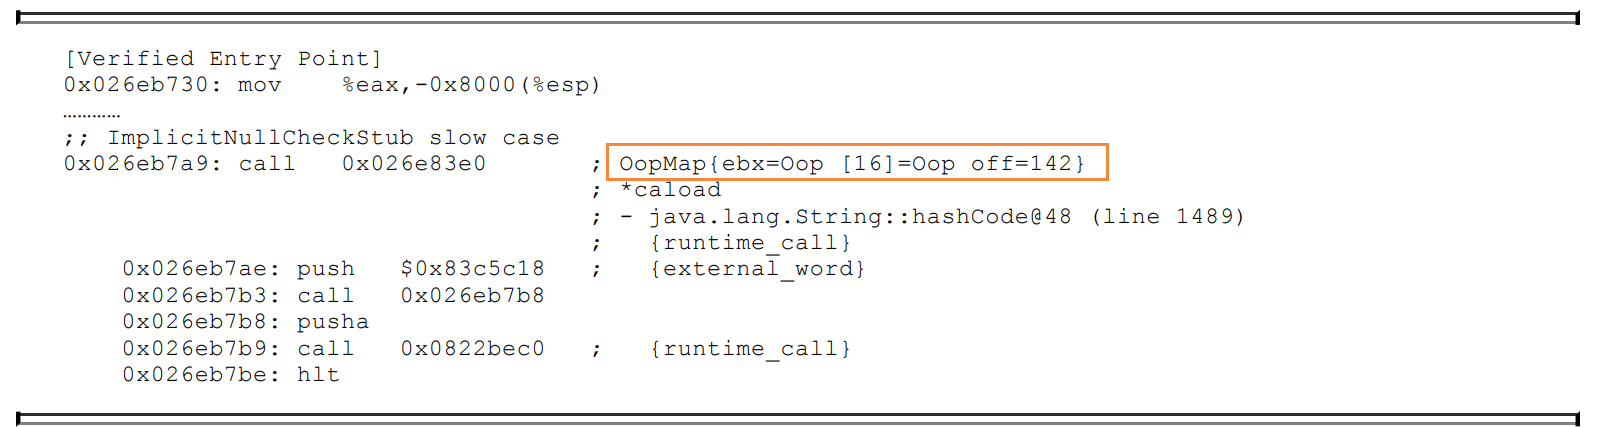 [Verified Entry Point]
0x026eb730: mov    %eax,-0x8000(%esp)
…………
;; ImplicitNullCheckStub slow case
0x026eb7a9: call   0x026e83e0       ; OopMap{ebx=Oop [16]=Oop off=142}
; *caload
; - java.lang.String::hashCode@48 (line 1489)
;   {runtime_call}
0x026eb7ae: push   $0x83c5c18   ;   {external_word}
0x026eb7b3: call   0x026eb7b8
0x026eb7b8: pusha
0x026eb7b9: call   0x0822bec0   ;   {runtime_call}
0x026eb7be: hlt